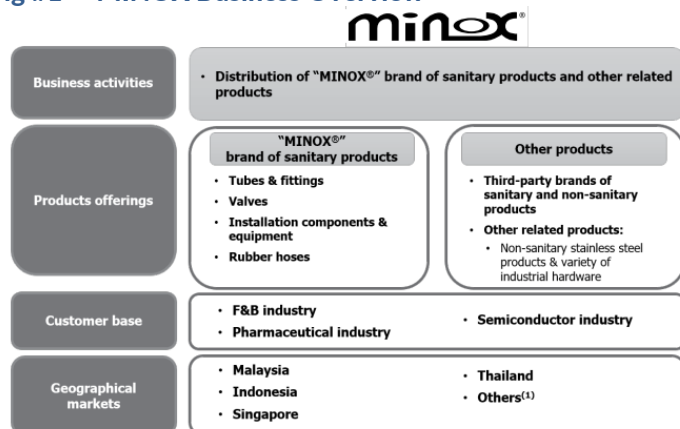 minox®
Business activities
• Distribution of “MINOX®” brand of sanitary products and other related
products
Products offerings
“MINOX®”
brand of sanitary products
• Tubes & fittings
• Valves
• Installation components &
equipment
• Rubber hoses
Other products
• Third-party brands of
sanitary and non-sanitary
products
• Other related products:
• Non-sanitary stainless steel
products & variety of
industrial hardware
Customer base
• F&B industry
• Pharmaceutical industry
• Semiconductor industry
Geographical
markets
• Malaysia
• Indonesia
• Singapore
• Thailand
• Others(1)